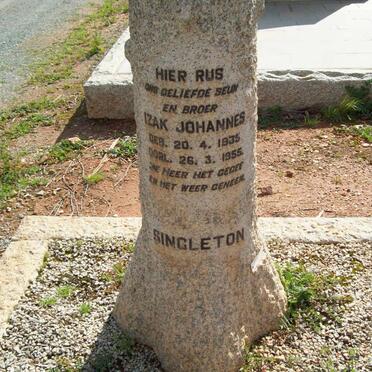 HIER RUS
ONS GELIEFDE SEUN
EN BROER
IZAK JOHANNES
GEB. 20. 4. 1935
OORL. 26. 3. 1955
DIE HEER HET GEGEE
EN HET WEER GENEEM
SINGLETON